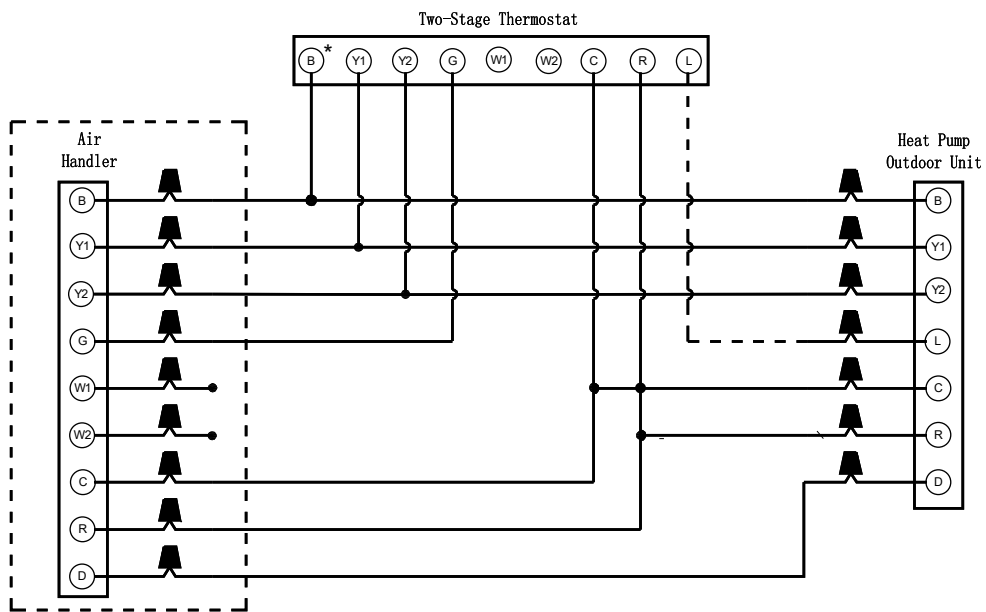 Two-Stage Thermostat
B * Y1 Y2 G W1 W2 C R L
Air
Handler
B
Y1
Y2
G
W1
W2
C
R
D
Heat Pump
Outdoor Unit
B
Y1
Y2
L
C
R
D